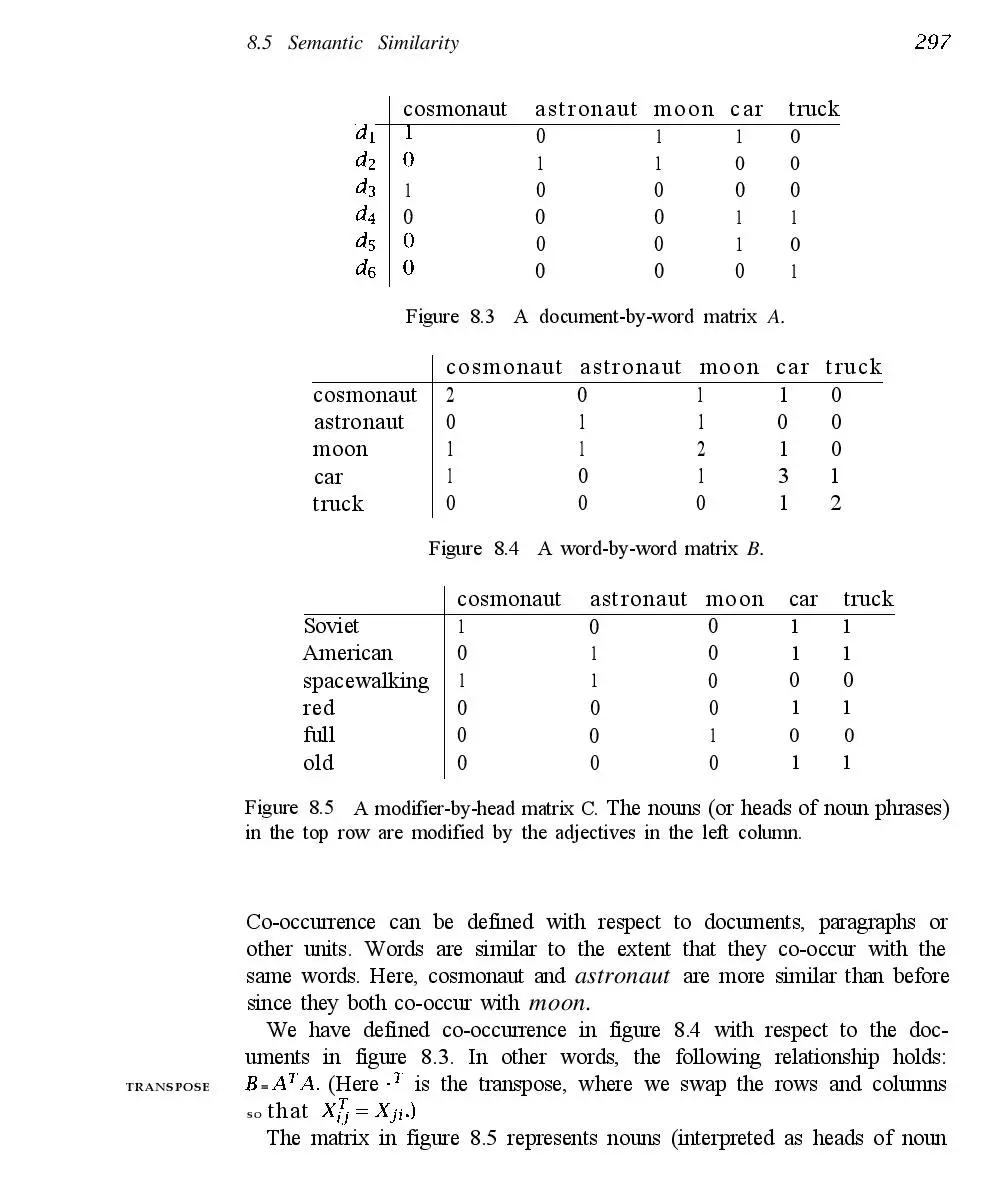 8.5 Semantic Similarity 297
cosmonaut astronaut moon car truck
d1 1 0 1 1 0
d2 0 1 1 0 0
d3 1 0 0 0 0
d4 0 0 0 1 1
d5 0 0 0 1 0
d6 0 0 0 0 1
Figure 8.3 A document-by-word matrix A.
cosmonaut astronaut moon car truck
cosmonaut 2 0 1 1 0
astronaut 0 1 1 0 0
moon 1 1 2 1 0
car 1 0 1 3 1
truck 0 0 0 1 2
Figure 8.4 A word-by-word matrix B.
cosmonaut astronaut moon car truck
Soviet 1 0 0 1 1
American 0 1 0 1 1
spacewalking 1 1 0 0 0
red 0 0 0 1 1
full 0 0 1 0 0
old 0 0 0 1 1
Figure 8.5 A modifier-by-head matrix C. The nouns (or heads of noun phrases)
in the top row are modified by the adjectives in the left column.
Co-occurrence can be defined with respect to documents, paragraphs or
other units. Words are similar to the extent that they co-occur with the
same words. Here, cosmonaut and astronaut are more similar than before
since they both co-occur with moon.
We have defined co-occurrence in figure 8.4 with respect to the doc-
uments in figure 8.3. In other words, the following relationship holds:
TRANSPOSE B = A^T A. (Here ·^T is the transpose, where we swap the rows and columns
so that X^T_ij = X_ji.)
The matrix in figure 8.5 represents nouns (interpreted as heads of noun